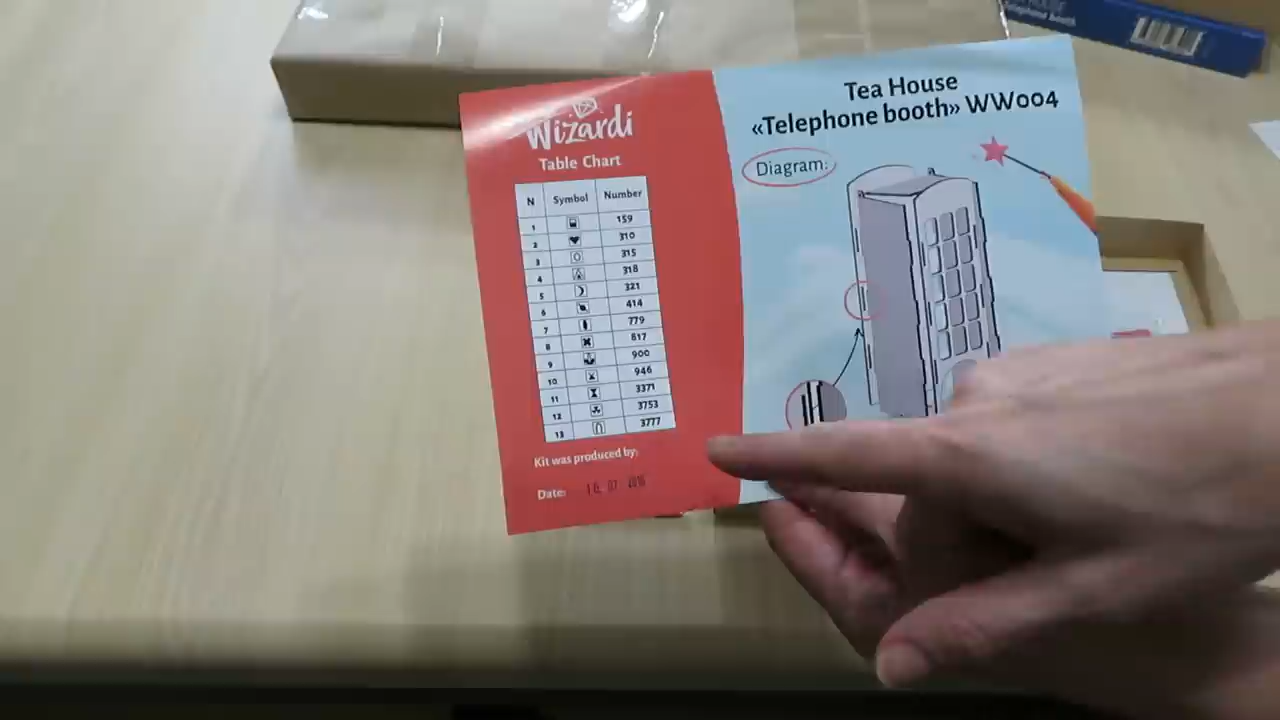 Wizardi
Table Chart
N Symbol Number
1 159
2 310
3 315
4 318
5 321
6 414
7 779
8 817
9 900
10 946
11 3371
12 3753
13 3777
Kit was produced by:
Date:
Tea House
«Telephone booth» WW004
Diagram:
Telephone booth